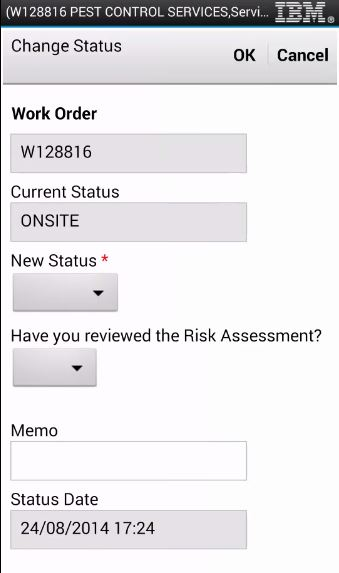 (W128816 PEST CONTROL SERVICES,Servi... IBM®
Change Status
OK Cancel
Work Order
W128816
Current Status
ONSITE
New Status *
Have you reviewed the Risk Assessment?
Memo
Status Date
24/08/2014 17:24